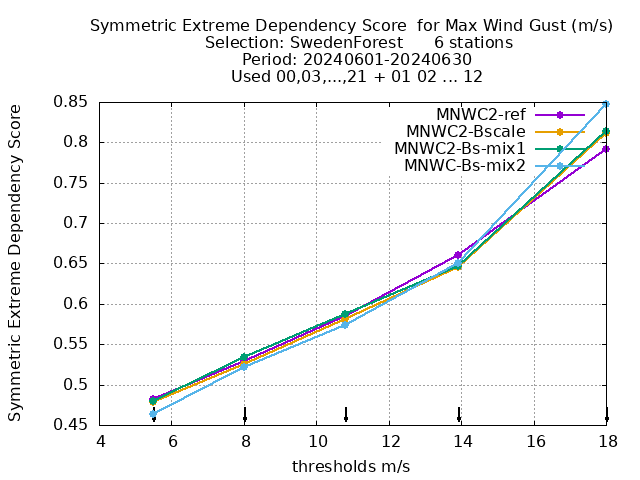 Symmetric Extreme Dependency Score  for Max Wind Gust (m/s)
Selection: SwedenForest      6 stations
Period: 20240601-20240630
Used 00,03,...,21 + 01 02 ... 12
Symmetric Extreme Dependency Score
0.85
0.8
0.75
0.7
0.65
0.6
0.55
0.5
0.45
MNWC2-ref
MNWC2-Bscale
MNWC2-Bs-mix1
MNWC-Bs-mix2
4 6 8 10 12 14 16 18
thresholds m/s